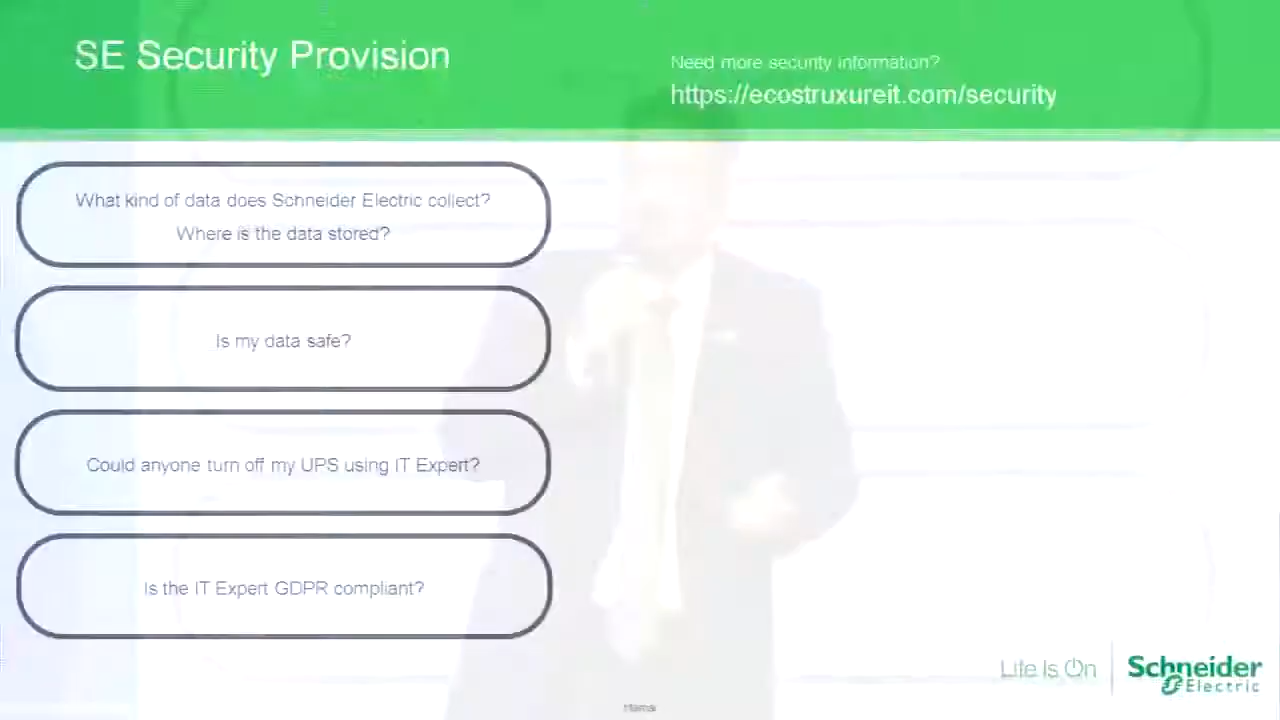 SE Security Provision
Need more security information?
https://ecostruxureit.com/security
What kind of data does Schneider Electric collect?
Where is the data stored?
Is my data safe?
Could anyone turn off my UPS using IT Expert?
Is the IT Expert GDPR compliant?
Life Is On
Schneider
Electric